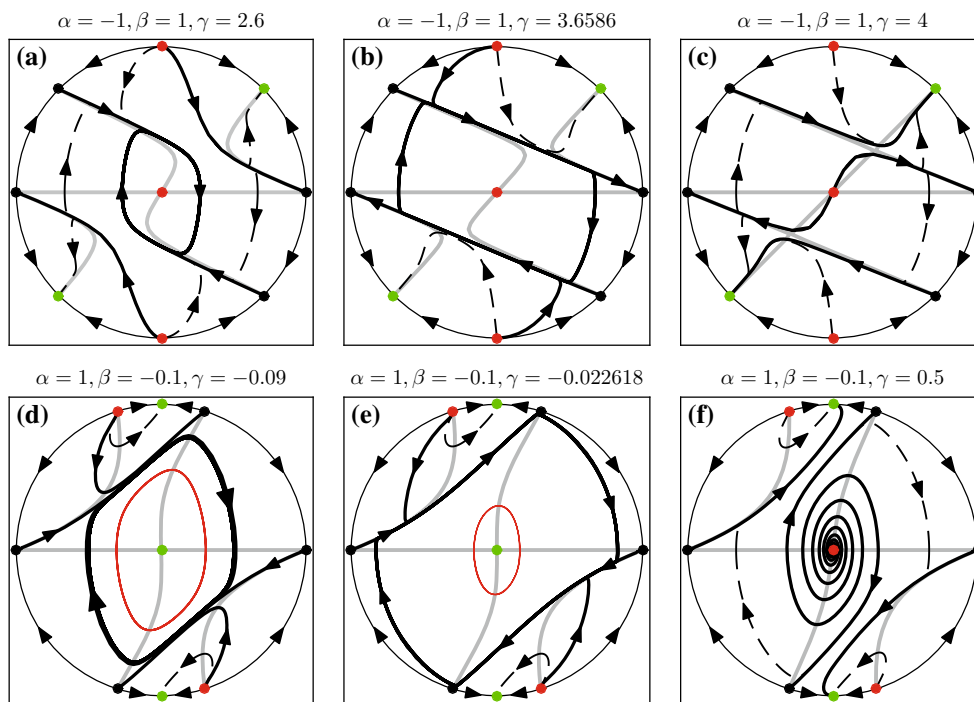 α = −1, β = 1, γ = 2.6
α = −1, β = 1, γ = 3.6586
α = −1, β = 1, γ = 4
(a)
(b)
(c)
α = 1, β = −0.1, γ = −0.09
α = 1, β = −0.1, γ = −0.022618
α = 1, β = −0.1, γ = 0.5
(d)
(e)
(f)